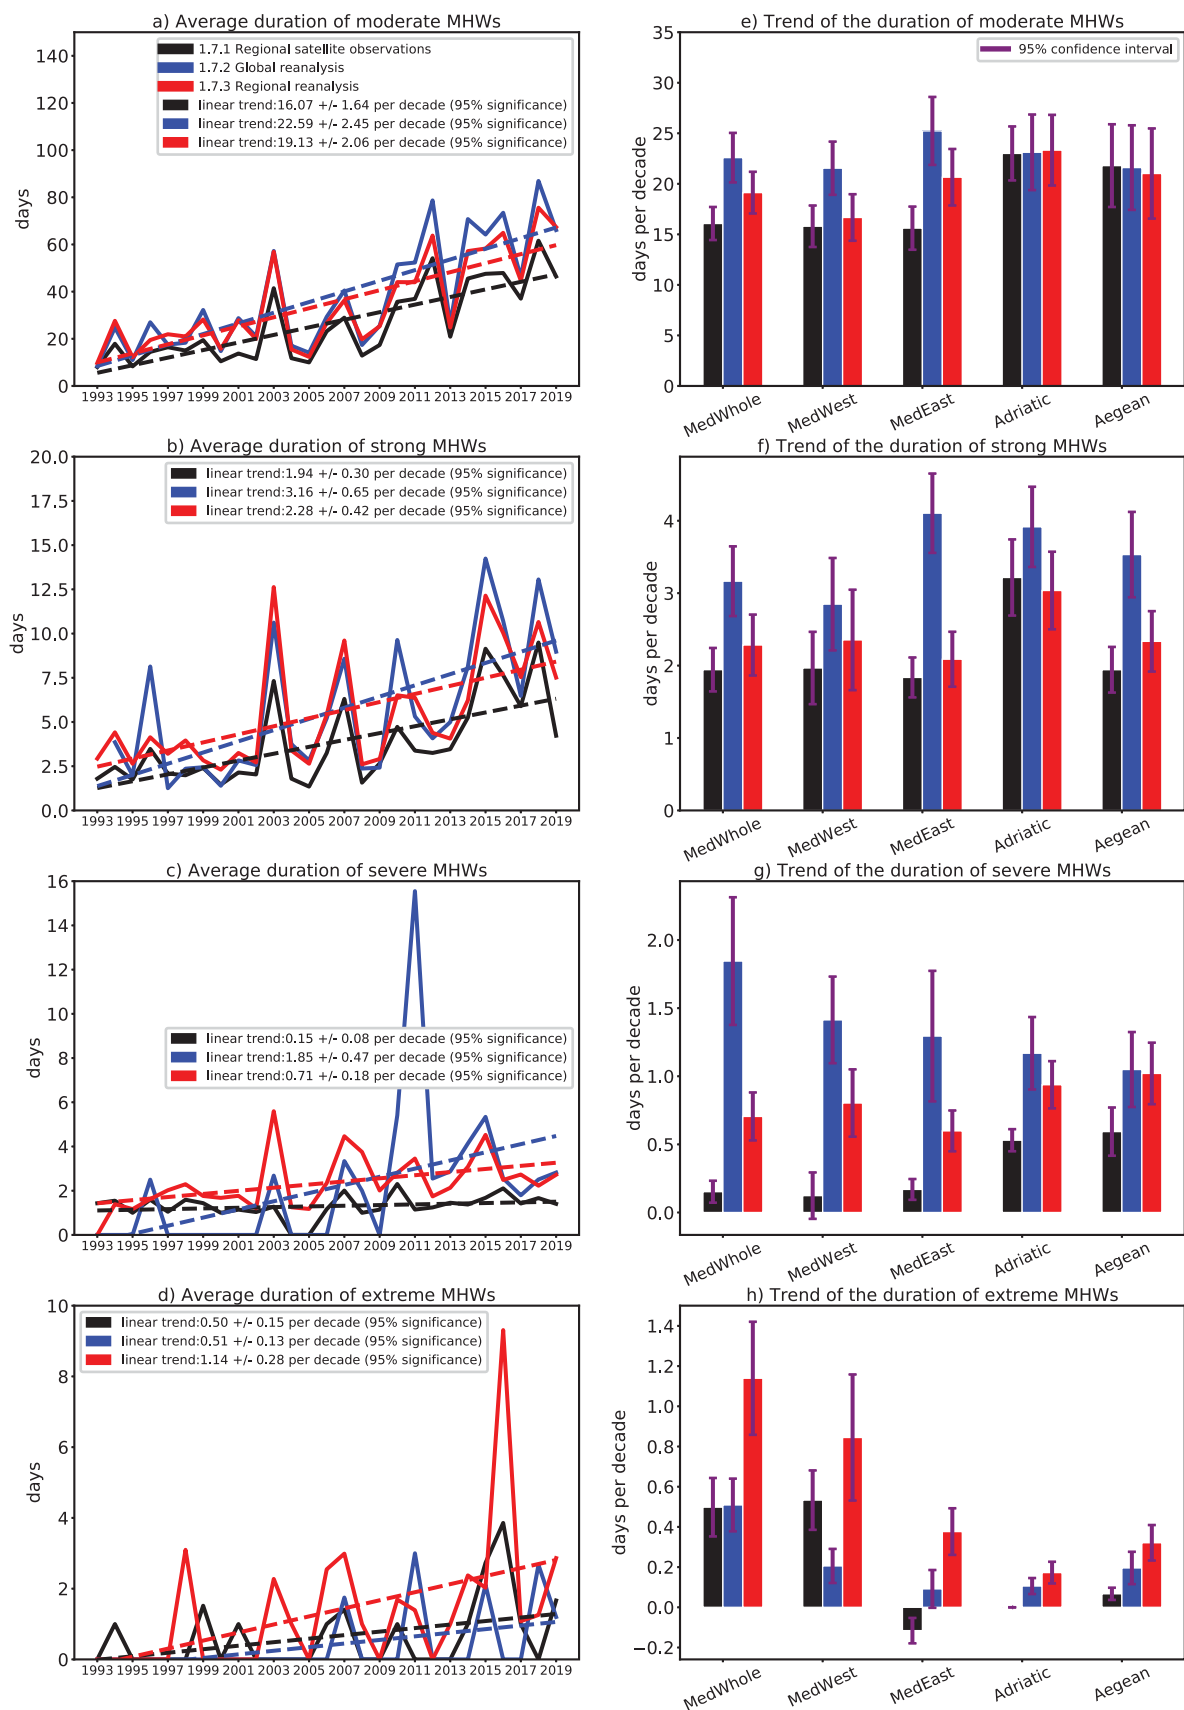 a) Average duration of moderate MHWs
140
120
100
80
60
40
20
0
days
1.7.1 Regional satellite observations
1.7.2 Global reanalysis
1.7.3 Regional reanalysis
linear trend:16.07 +/- 1.64 per decade (95% significance)
linear trend:22.59 +/- 2.45 per decade (95% significance)
linear trend:19.13 +/- 2.06 per decade (95% significance)
1993 1995 1997 1999 2001 2003 2005 2007 2009 2011 2013 2015 2017 2019
e) Trend of the duration of moderate MHWs
35
30
25
20
15
10
5
0
days per decade
95% confidence interval
MedWhole MedWest MedEast Adriatic Aegean
b) Average duration of strong MHWs
20.0
17.5
15.0
12.5
10.0
7.5
5.0
2.5
0.0
days
linear trend:1.94 +/- 0.30 per decade (95% significance)
linear trend:3.16 +/- 0.65 per decade (95% significance)
linear trend:2.28 +/- 0.42 per decade (95% significance)
1993 1995 1997 1999 2001 2003 2005 2007 2009 2011 2013 2015 2017 2019
f) Trend of the duration of strong MHWs
4
3
2
1
0
days per decade
MedWhole MedWest MedEast Adriatic Aegean
c) Average duration of severe MHWs
16
14
12
10
8
6
4
2
0
days
linear trend:0.15 +/- 0.08 per decade (95% significance)
linear trend:1.85 +/- 0.47 per decade (95% significance)
linear trend:0.71 +/- 0.18 per decade (95% significance)
1993 1995 1997 1999 2001 2003 2005 2007 2009 2011 2013 2015 2017 2019
g) Trend of the duration of severe MHWs
2.0
1.5
1.0
0.5
0.0
days per decade
MedWhole MedWest MedEast Adriatic Aegean
d) Average duration of extreme MHWs
10
8
6
4
2
0
days
linear trend:0.50 +/- 0.15 per decade (95% significance)
linear trend:0.51 +/- 0.13 per decade (95% significance)
linear trend:1.14 +/- 0.28 per decade (95% significance)
1993 1995 1997 1999 2001 2003 2005 2007 2009 2011 2013 2015 2017 2019
h) Trend of the duration of extreme MHWs
1.4
1.2
1.0
0.8
0.6
0.4
0.2
0.0
−0.2
days per decade
MedWhole MedWest MedEast Adriatic Aegean